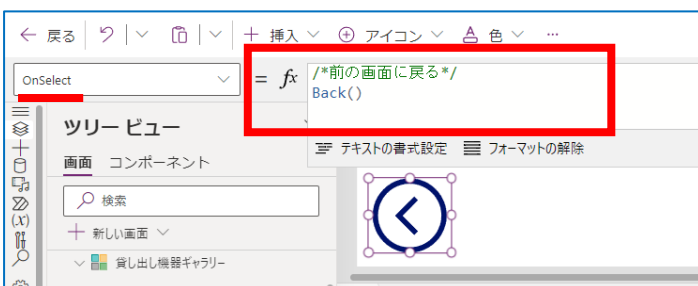 戻る 挿入 アイコン 色 …
OnSelect = fx /*前の画面に戻る*/
Back()
テキストの書式設定 フォーマットの解除
ツリー ビュー
画面 コンポーネント
検索
新しい画面
貸し出し機器ギャラリー
(x)